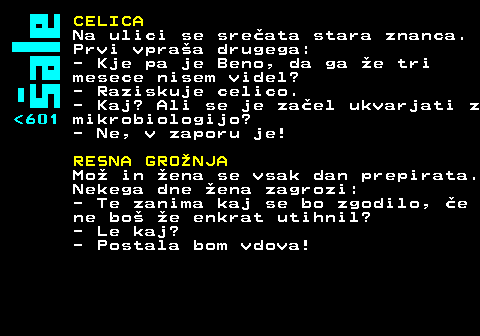 šale
<601
CELICA
Na ulici se srečata stara znanca.
Prvi vpraša drugega:
- Kje pa je Beno, da ga že tri
mesece nisem videl?
- Raziskuje celico.
- Kaj? Ali se je začel ukvarjati z
mikrobiologijo?
- Ne, v zaporu je!
RESNA GROŽNJA
Mož in žena se vsak dan prepirata.
Nekega dne žena zagrozi:
- Te zanima kaj se bo zgodilo, če
ne boš že enkrat utihnil?
- Le kaj?
- Postala bom vdova!